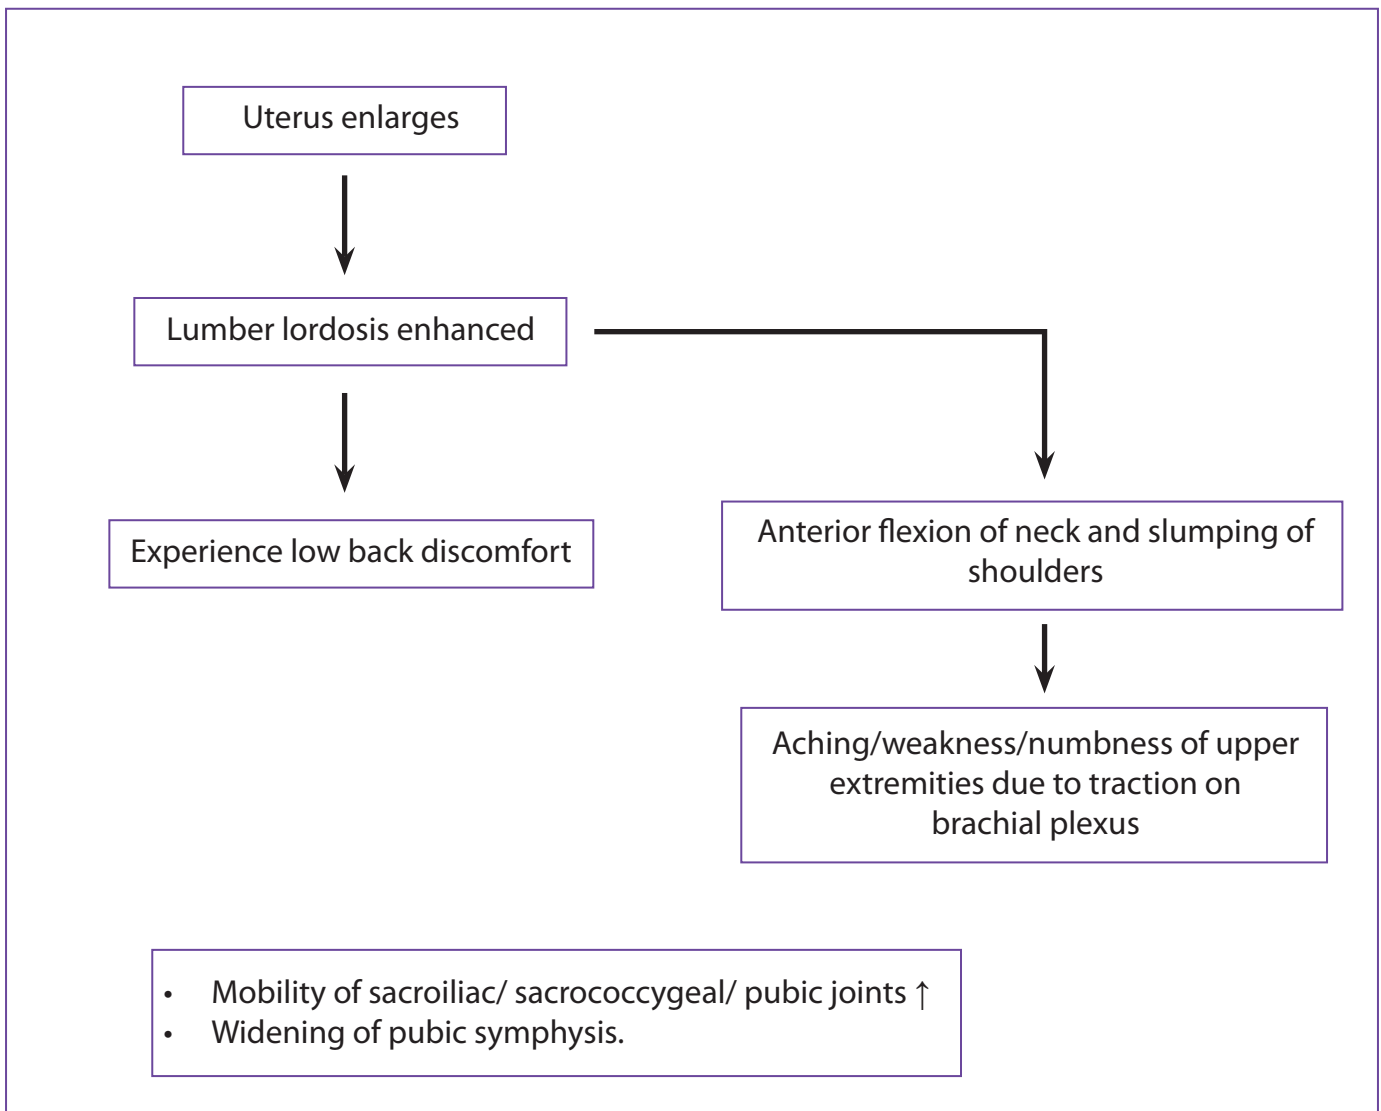 Uterus enlarges
Lumber lordosis enhanced
Experience low back discomfort
Anterior flexion of neck and slumping of
shoulders
Aching/weakness/numbness of upper
extremities due to traction on
brachial plexus
• Mobility of sacroiliac/ sacrococcygeal/ pubic joints ↑
• Widening of pubic symphysis.